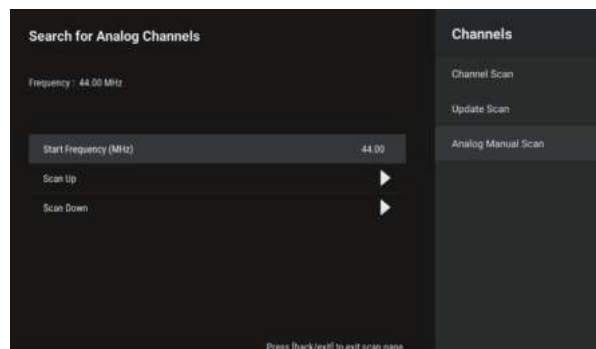 Search for Analog Channels
Frequency : 44.00 MHz
Start Frequency (MHz) 44.00
Scan Up
Scan Down
Press [back/exit] to exit scan page
Channels
Channel Scan
Update Scan
Analog Manual Scan